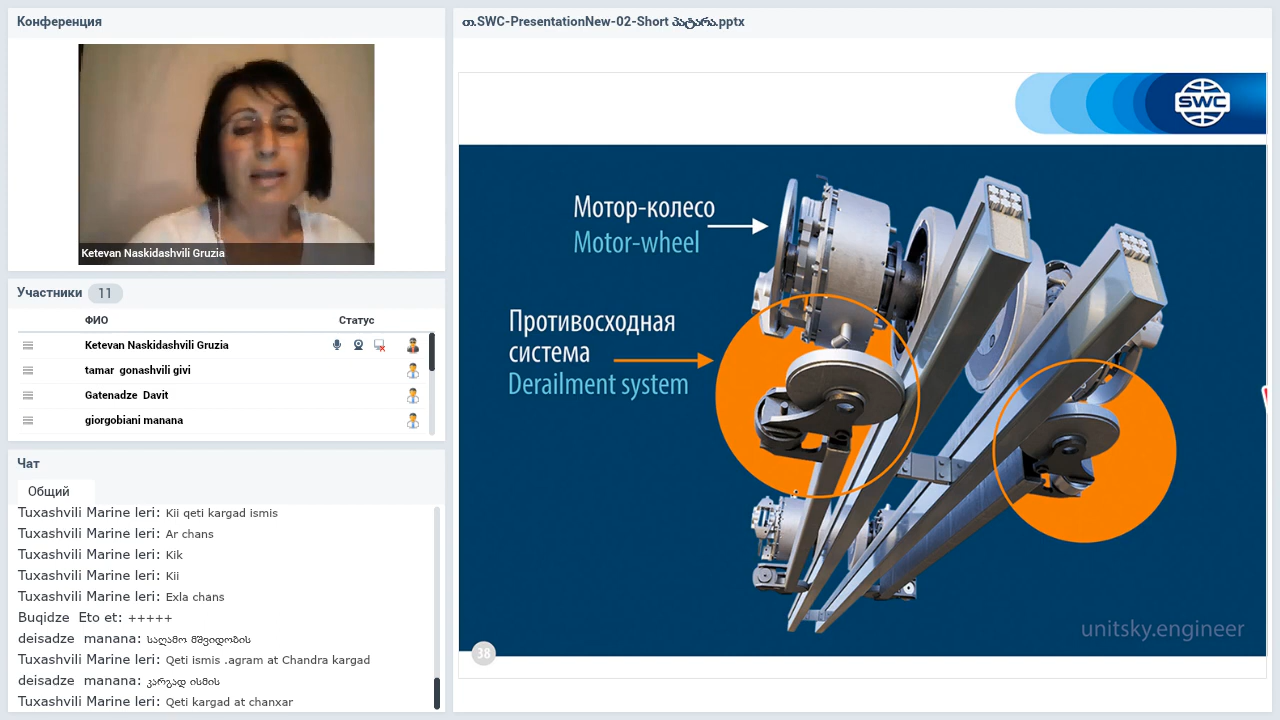 Конференция
Ketevan Naskidashvili Gruzia
Участники 11
ФИО Статус
Ketevan Naskidashvili Gruzia
tamar gonashvili givi
Gatenadze Davit
giorgobiani manana
Чат
Общий
Tuxashvili Marine leri: Kii qeti kargad ismis
Tuxashvili Marine leri: Ar chans
Tuxashvili Marine leri: Kik
Tuxashvili Marine leri: Kii
Tuxashvili Marine leri: Exla chans
Buqidze Eto et: +++++
deisadze manana: საღამო მშვიდობის
Tuxashvili Marine leri: Qeti ismis .agram at Chandra kargad
deisadze manana: კარგად ისმის
Tuxashvili Marine leri: Qeti kargad at chanxar
თ.SWC-PresentationNew-02-Short პატარა.pptx
SWC
Мотор-колесо
Motor-wheel
Противосходная
система
Derailment system
unitsky.engineer
38